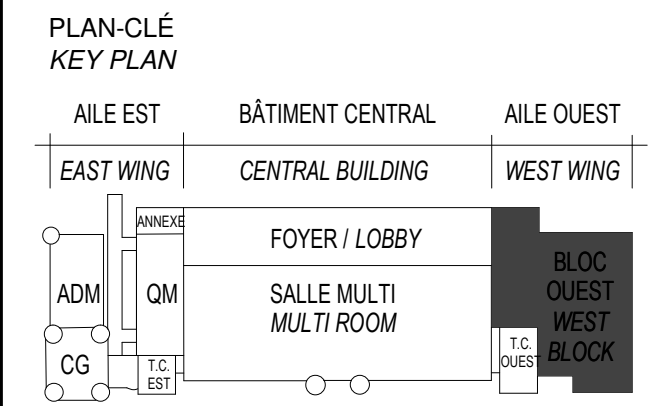 PLAN-CLÉ
KEY PLAN
AILE EST
BÂTIMENT CENTRAL
AILE OUEST
EAST WING
CENTRAL BUILDING
WEST WING
ANNEXE
FOYER / LOBBY
ADM
QM
SALLE MULTI
MULTI ROOM
BLOC
OUEST
WEST
BLOCK
CG
T.C.
EST
T.C.
OUEST